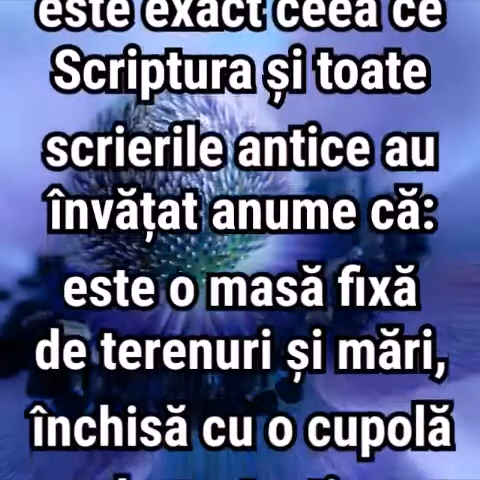 este exact ceea ce
Scriptura și toate
scrierile antice au
învățat anume că:
este o masă fixă
de terenuri și mări,
închisă cu o cupolă